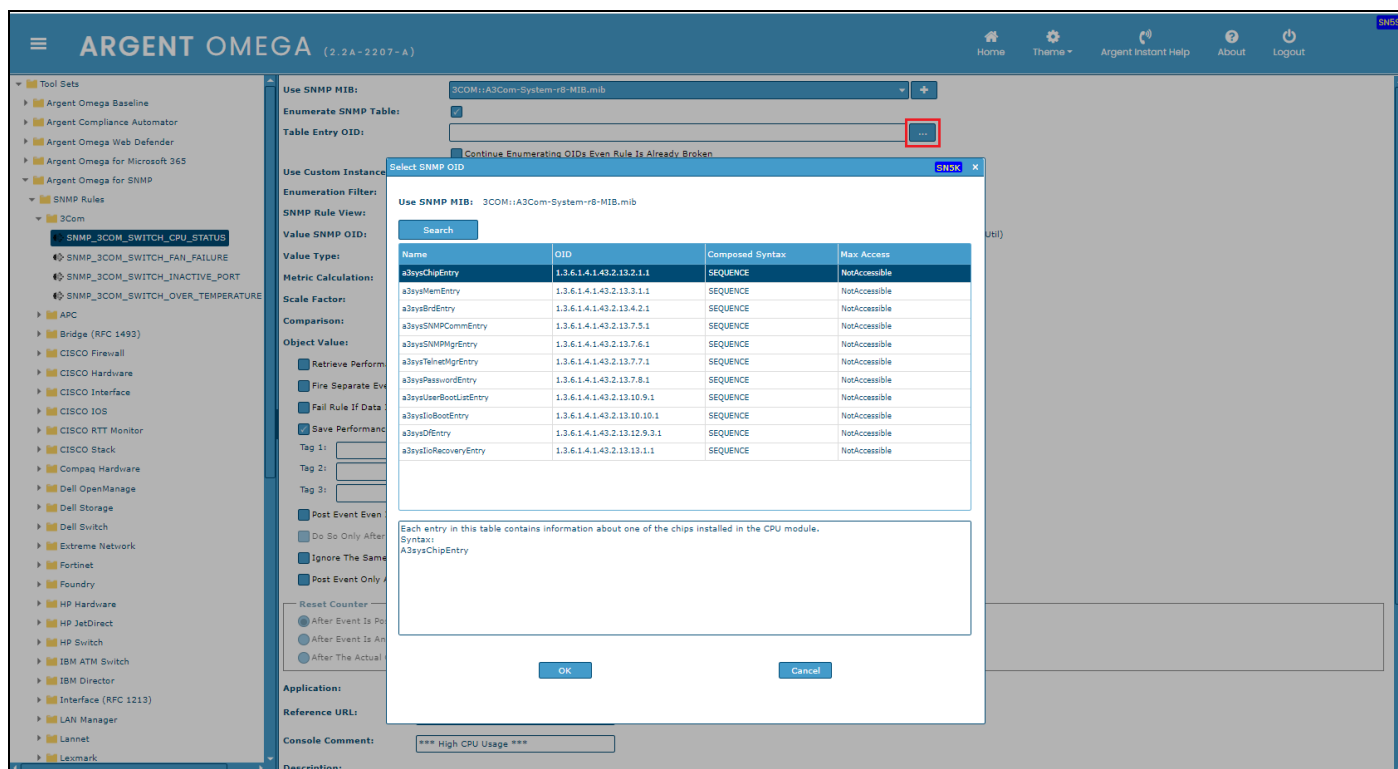 SN5S
ARGENT OMEGA (2.2A-2207-A)
Home
Theme
Argent Instant Help
About
Logout
Tool Sets
Argent Omega Baseline
Argent Compliance Automator
Argent Omega Web Defender
Argent Omega for Microsoft 365
Argent Omega for SNMP
SNMP Rules
3Com
SNMP_3COM_SWITCH_CPU_STATUS
SNMP_3COM_SWITCH_FAN_FAILURE
SNMP_3COM_SWITCH_INACTIVE_PORT
SNMP_3COM_SWITCH_OVER_TEMPERATURE
APC
Bridge (RFC 1493)
CISCO Firewall
CISCO Hardware
CISCO Interface
CISCO IOS
CISCO RTT Monitor
CISCO Stack
Compaq Hardware
Dell OpenManage
Dell Storage
Dell Switch
Extreme Network
Fortinet
Foundry
HP Hardware
HP JetDirect
HP Switch
IBM ATM Switch
IBM Director
Interface (RFC 1213)
LAN Manager
Lannet
Lexmark
Use SNMP MIB: 3COM::A3Com-System-r8-MIB.mib +
Enumerate SNMP Table:
Table Entry OID: ...
Continue Enumerating OIDs Even Rule Is Already Broken
Use Custom Instance
Enumeration Filter:
SNMP Rule View:
Value SNMP OID: Util)
Value Type:
Metric Calculation:
Scale Factor:
Comparison:
Object Value:
Retrieve Perform
Fire Separate Eve
Fail Rule If Data
Save Performanc
Tag 1:
Tag 2:
Tag 3:
Post Event Even
Do So Only After
Ignore The Same
Post Event Only
Reset Counter
After Event Is Po
After Event Is An
After The Actual
Application:
Reference URL:
Console Comment: *** High CPU Usage ***
Description:
Select SNMP OID SN5K x
Use SNMP MIB: 3COM::A3Com-System-r8-MIB.mib
Search
Name OID Composed Syntax Max Access
a3sysChipEntry 1.3.6.1.4.1.43.2.13.2.1.1 SEQUENCE NotAccessible
a3sysMemEntry 1.3.6.1.4.1.43.2.13.3.1.1 SEQUENCE NotAccessible
a3sysBrdEntry 1.3.6.1.4.1.43.2.13.4.2.1 SEQUENCE NotAccessible
a3sysSNMPCommEntry 1.3.6.1.4.1.43.2.13.7.5.1 SEQUENCE NotAccessible
a3sysSNMPMgrEntry 1.3.6.1.4.1.43.2.13.7.6.1 SEQUENCE NotAccessible
a3sysTelnetMgrEntry 1.3.6.1.4.1.43.2.13.7.7.1 SEQUENCE NotAccessible
a3sysPasswordEntry 1.3.6.1.4.1.43.2.13.7.8.1 SEQUENCE NotAccessible
a3sysUserBootListEntry 1.3.6.1.4.1.43.2.13.10.9.1 SEQUENCE NotAccessible
a3sysIioBootEntry 1.3.6.1.4.1.43.2.13.10.10.1 SEQUENCE NotAccessible
a3sysDfEntry 1.3.6.1.4.1.43.2.13.12.9.3.1 SEQUENCE NotAccessible
a3sysIioRecoveryEntry 1.3.6.1.4.1.43.2.13.13.1.1 SEQUENCE NotAccessible
Each entry in this table contains information about one of the chips installed in the CPU module.
Syntax:
A3sysChipEntry
OK
Cancel